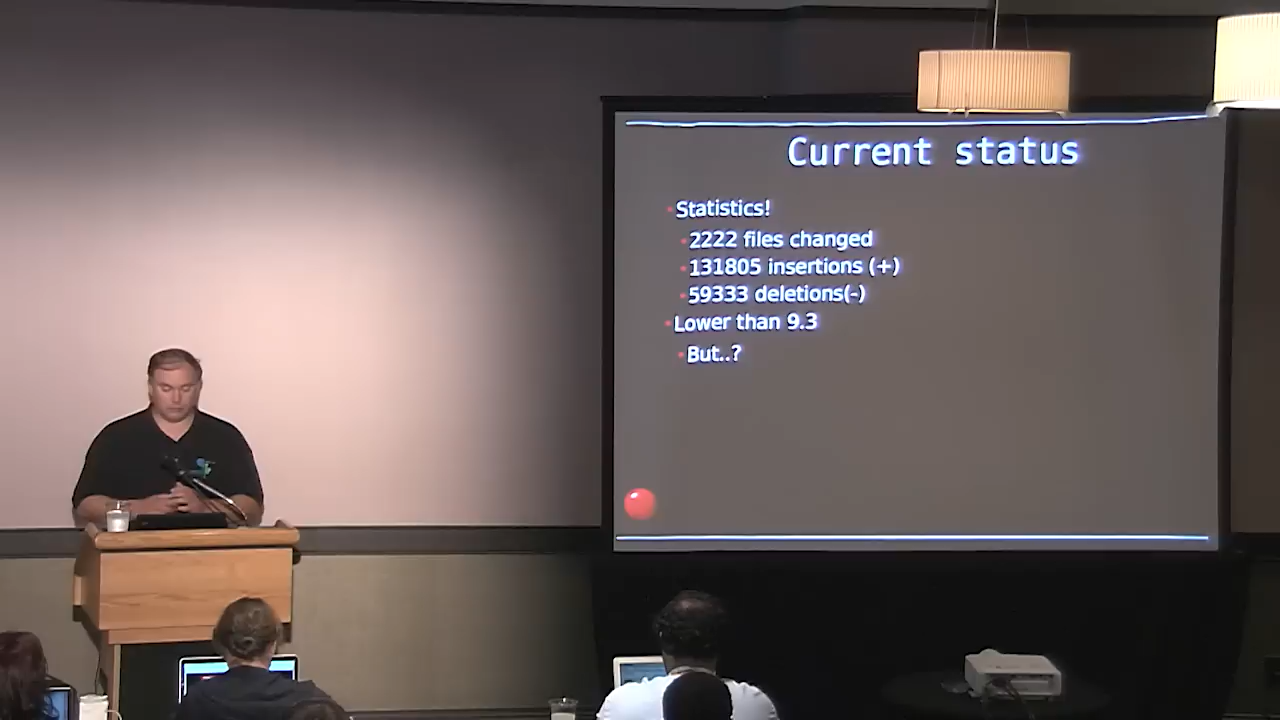 Current status
Statistics!
2222 files changed
131805 insertions (+)
59333 deletions(-)
Lower than 9.3
But..?